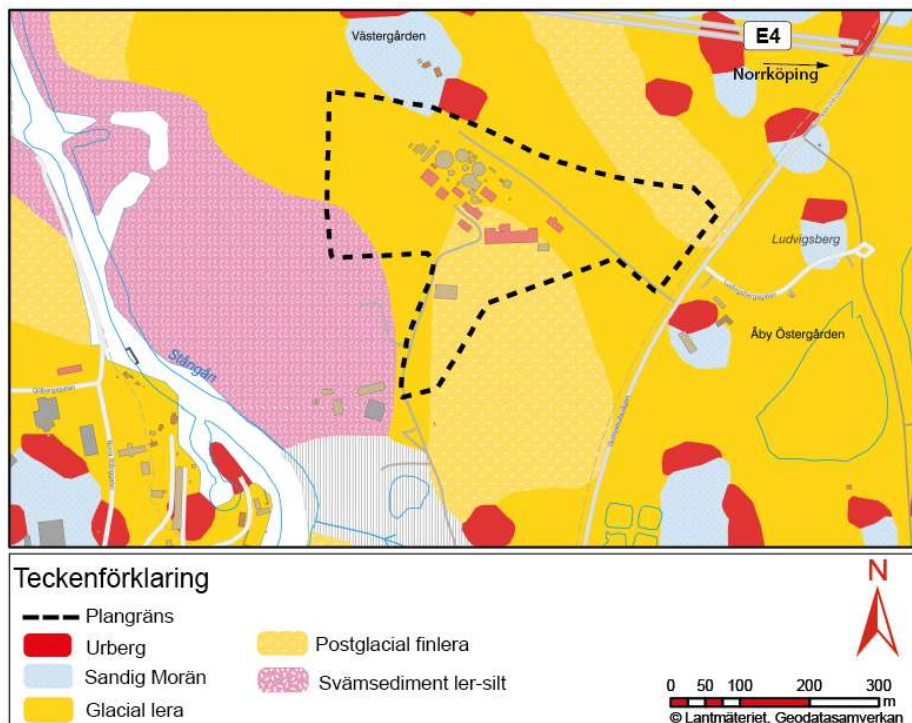 Västergården
E4
Norrköping
Ludvigsberg
Åby Östergården
Stångån
Teckenförklaring
Plangräns
Urberg
Sandig Morän
Glacial lera
Postglacial finlera
Svämsediment ler-silt
N
0 50 100 200 300
m
© Lantmäteriet, Geodatasamverkan